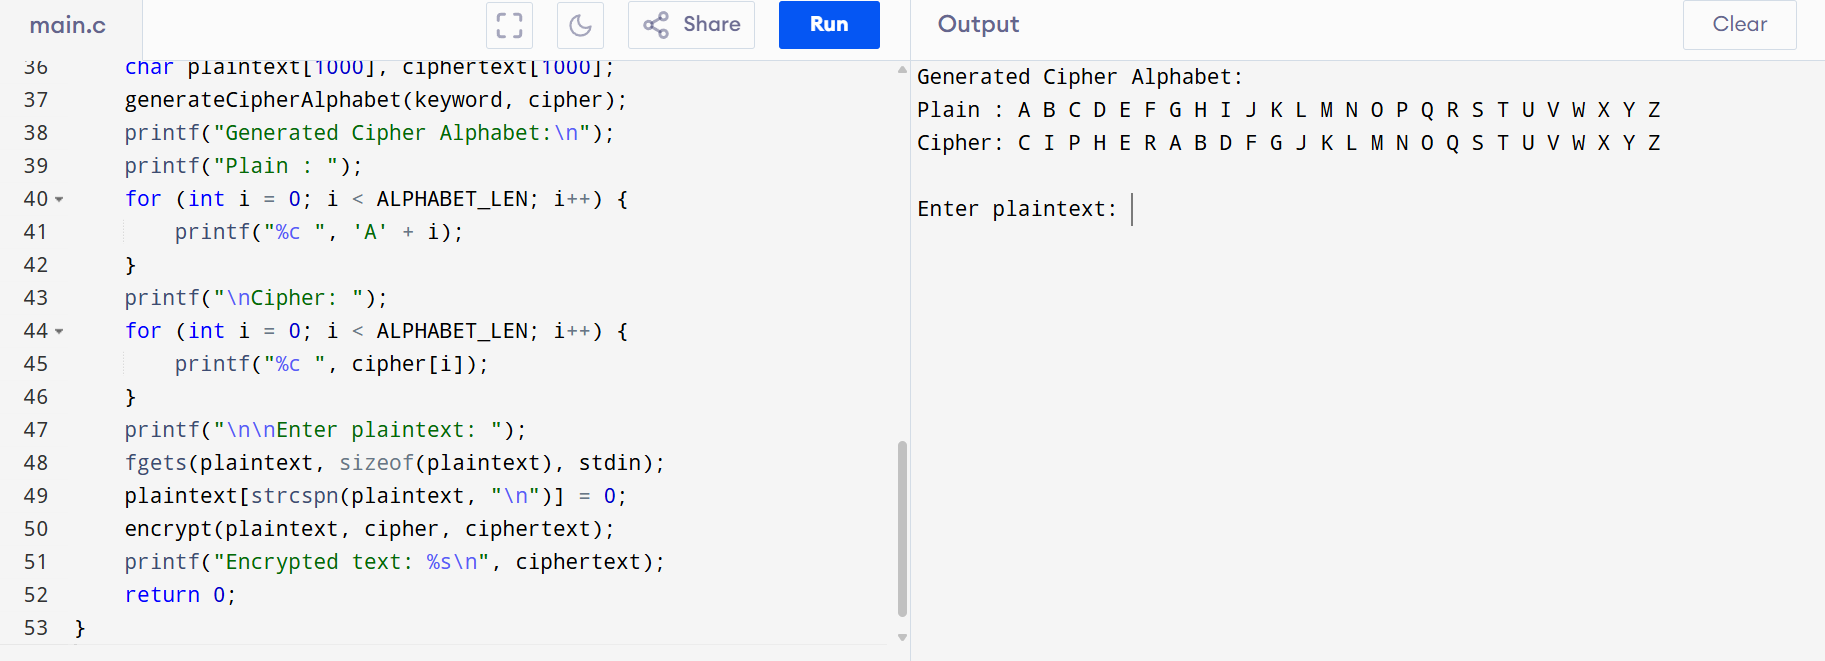 main.c
Share
Run
36 char plaintext[1000], ciphertext[1000];
37 generateCipherAlphabet(keyword, cipher);
38 printf("Generated Cipher Alphabet:\n");
39 printf("Plain : ");
40 for (int i = 0; i < ALPHABET_LEN; i++) {
41 printf("%c ", 'A' + i);
42 }
43 printf("\nCipher: ");
44 for (int i = 0; i < ALPHABET_LEN; i++) {
45 printf("%c ", cipher[i]);
46 }
47 printf("\n\nEnter plaintext: ");
48 fgets(plaintext, sizeof(plaintext), stdin);
49 plaintext[strcspn(plaintext, "\n")] = 0;
50 encrypt(plaintext, cipher, ciphertext);
51 printf("Encrypted text: %s\n", ciphertext);
52 return 0;
53 }
Output
Clear
Generated Cipher Alphabet:
Plain : A B C D E F G H I J K L M N O P Q R S T U V W X Y Z
Cipher: C I P H E R A B D F G J K L M N O Q S T U V W X Y Z
Enter plaintext: